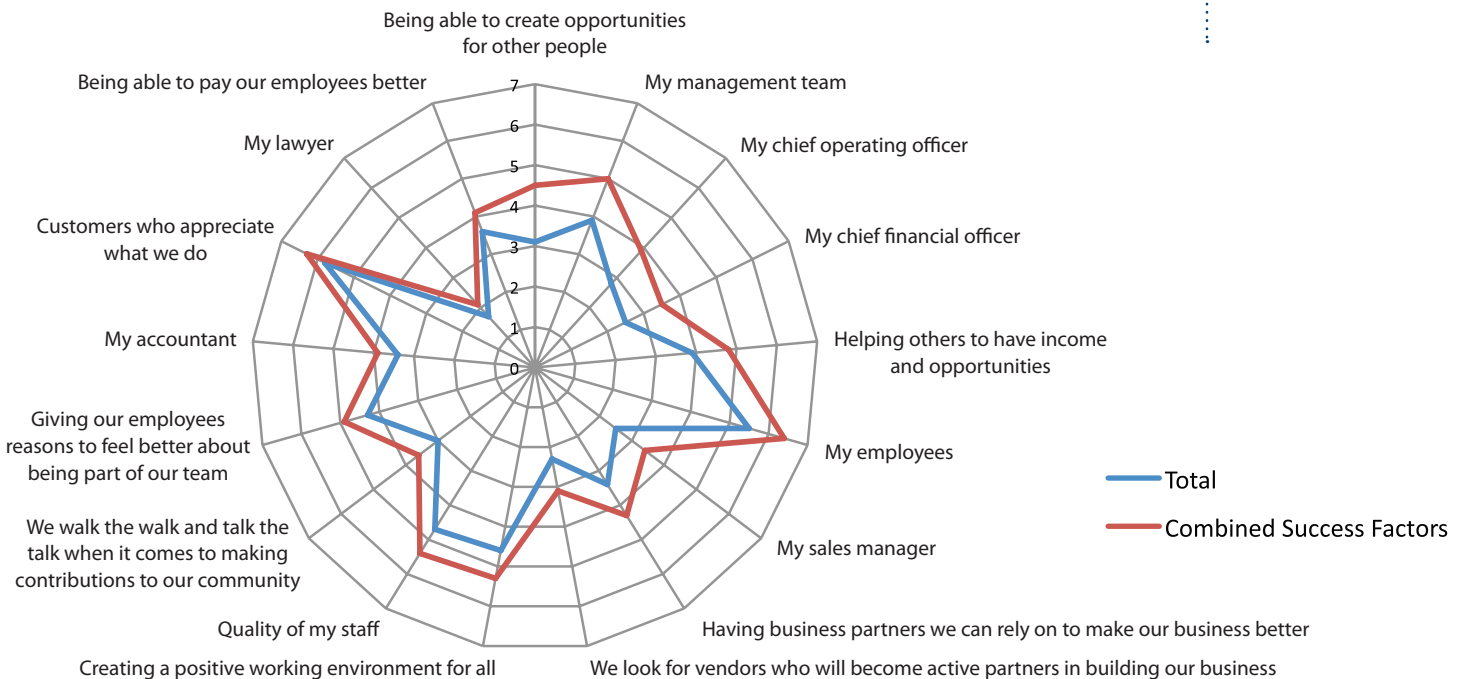 Being able to create opportunities
for other people
Being able to pay our employees better
My management team
My lawyer
My chief operating officer
Customers who appreciate
what we do
My chief financial officer
My accountant
Helping others to have income
and opportunities
Giving our employees
reasons to feel better about
being part of our team
My employees
We walk the walk and talk the
talk when it comes to making
contributions to our community
My sales manager
Quality of my staff
Having business partners we can rely on to make our business better
Creating a positive working environment for all
We look for vendors who will become active partners in building our business
7
6
5
4
3
2
1
0
Total
Combined Success Factors